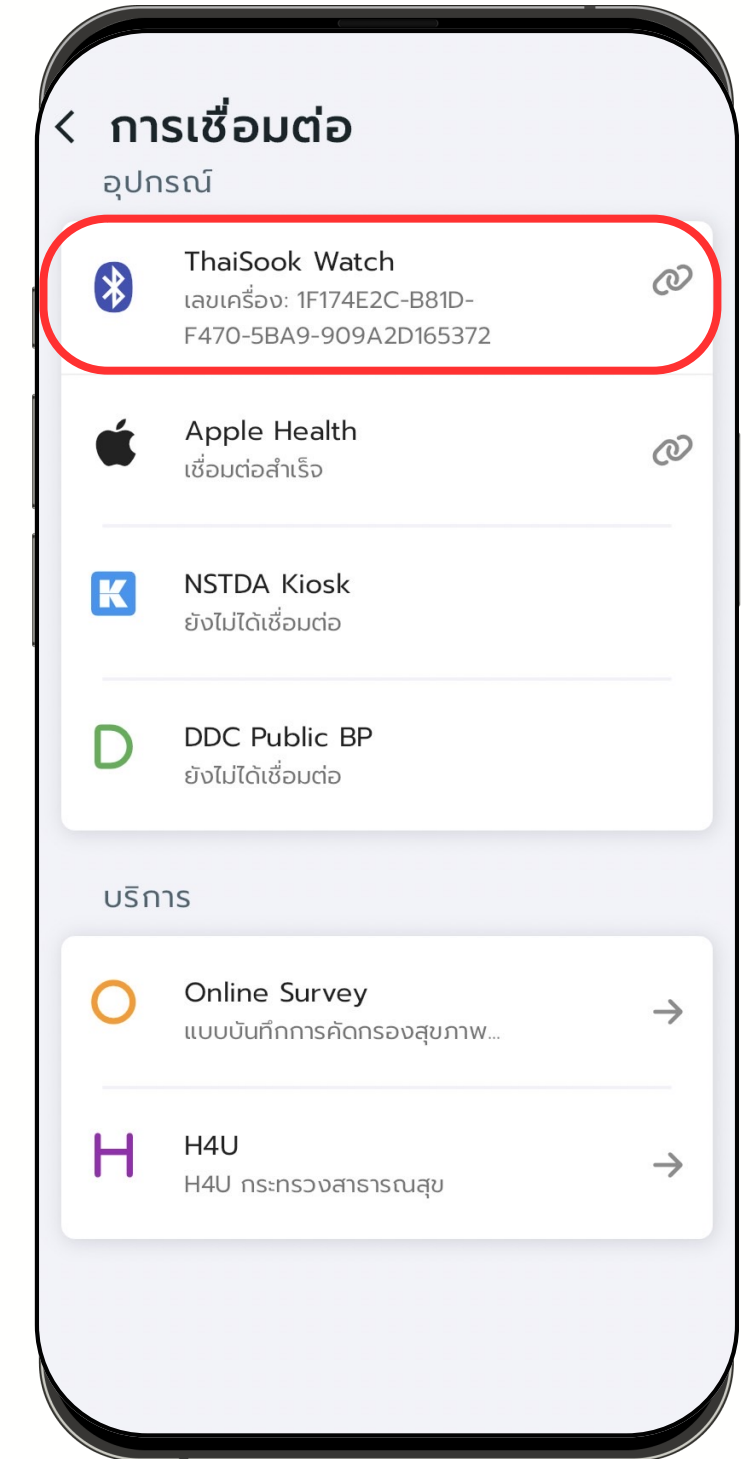 การเชื่อมต่อ
อุปกรณ์
ThaiSook Watch
เลขเครื่อง: 1F174E2C-B81D-
F470-5BA9-909A2D165372
Apple Health
เชื่อมต่อสำเร็จ
K
NSTDA Kiosk
ยังไม่ได้เชื่อมต่อ
D
DDC Public BP
ยังไม่ได้เชื่อมต่อ
บริการ
O
Online Survey
แบบบันทึกการคัดกรองสุขภาพ...
H
H4U
H4U กระทรวงสาธารณสุข